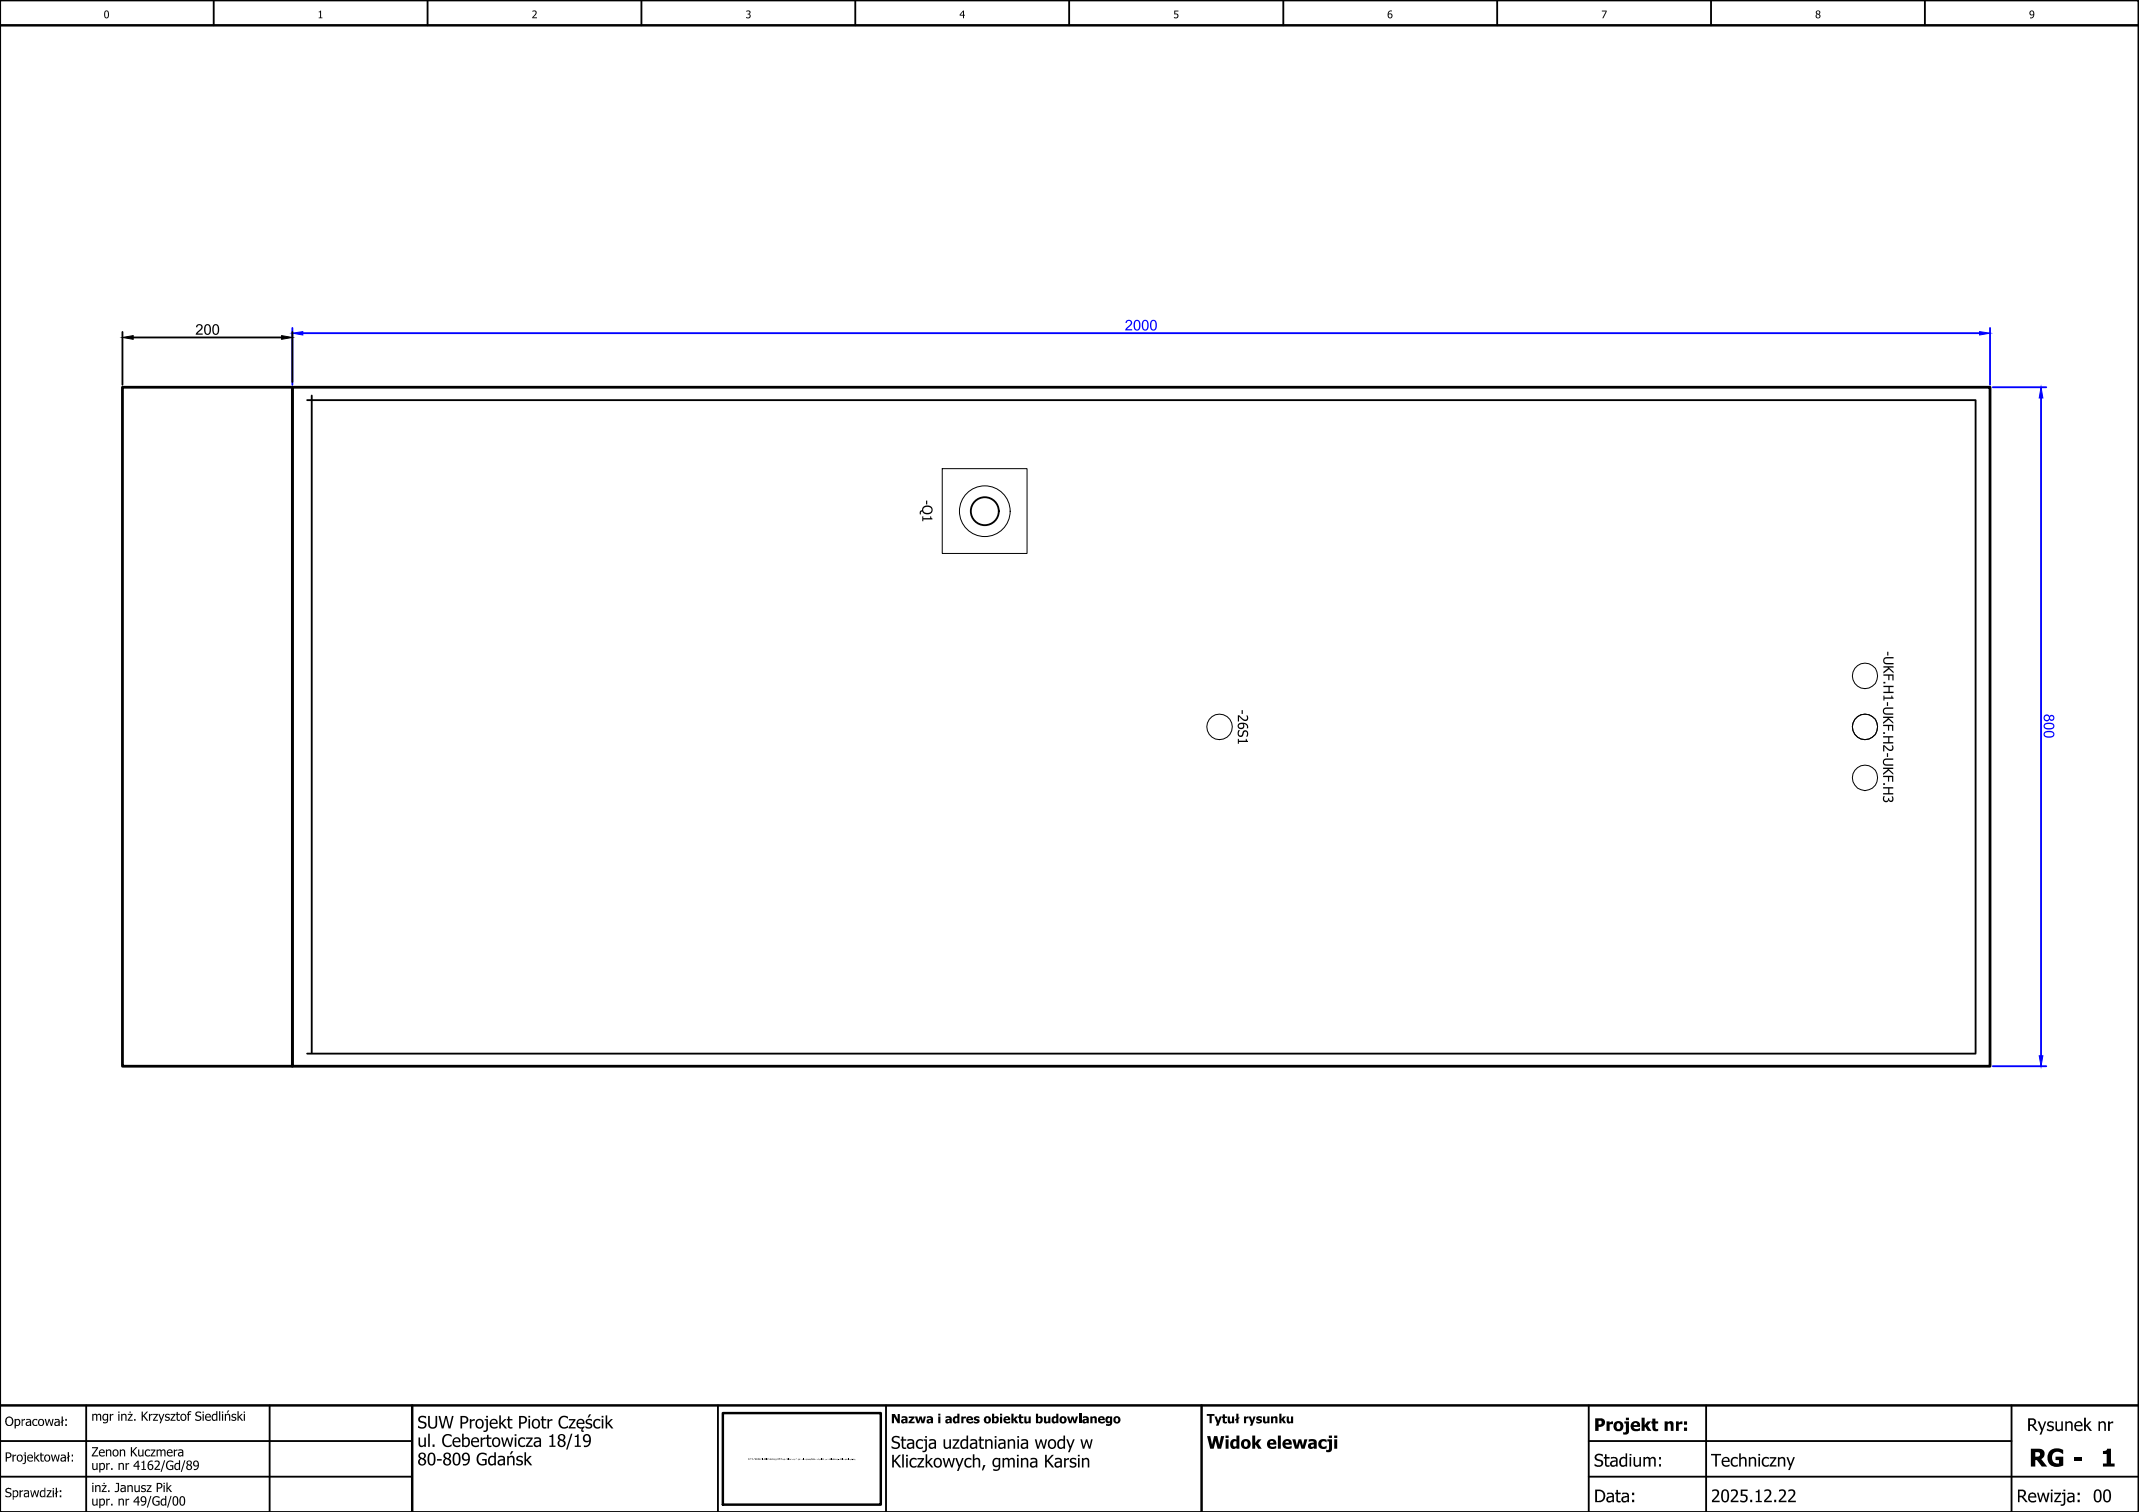 0 1 2 3 4 5 6 7 8 9
200
2000
-Q1
-26S1
-UKF.H1-UKF.H2-UKF.H3
800
Opracował: mgr inż. Krzysztof Siedliński
Projektował: Zenon Kuczmera
upr. nr 4162/Gd/89
Sprawdził: inż. Janusz Pik
upr. nr 49/Gd/00
SUW Projekt Piotr Częścik
ul. Cebertowicza 18/19
80-809 Gdańsk
Nazwa i adres obiektu budowlanego
Stacja uzdatniania wody w
Kliczkowych, gmina Karsin
Tytuł rysunku
Widok elewacji
Projekt nr:
Stadium: Techniczny
Data: 2025.12.22
Rysunek nr
RG - 1
Rewizja: 00